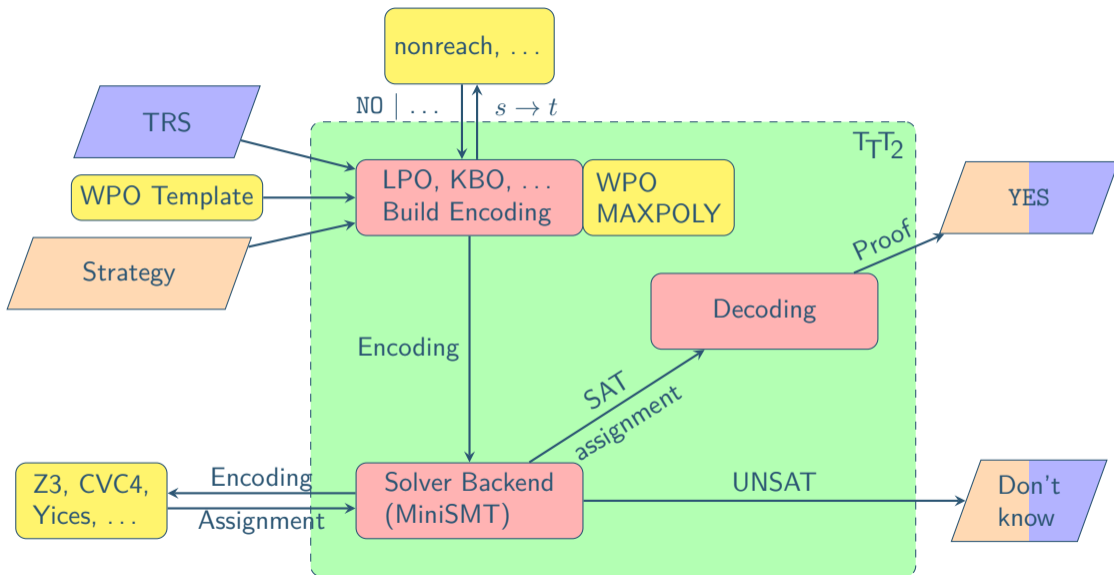 nonreach, ...
NO | ...
s → t
TRS
TTT2
LPO, KBO, ...
Build Encoding
WPO
MAXPOLY
WPO Template
YES
Strategy
Proof
Decoding
Encoding
SAT
assignment
Z3, CVC4,
Yices, ...
Encoding
Assignment
Solver Backend
(MiniSMT)
UNSAT
Don't
know